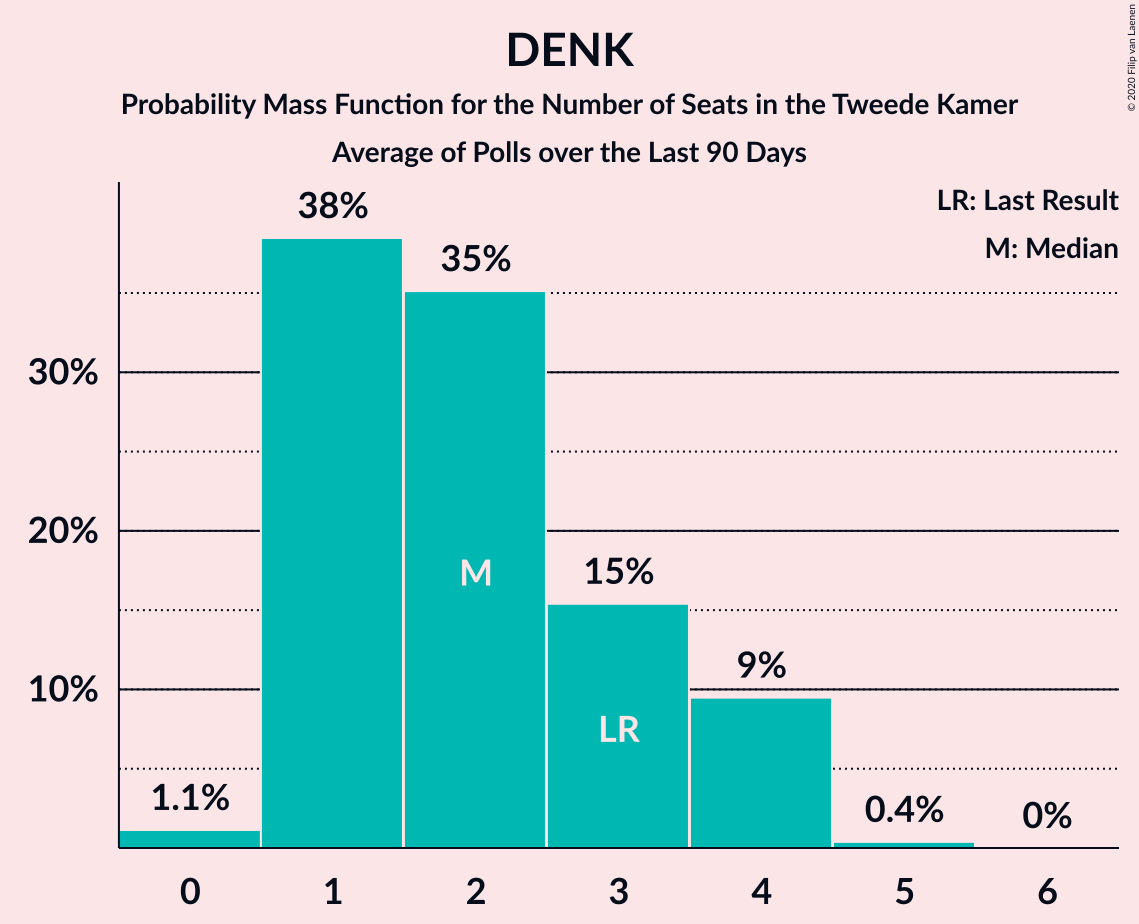 DENK
Probability Mass Function for the Number of Seats in the Tweede Kamer
Average of Polls over the Last 90 Days
© 2020 Filip van Laenen
LR: Last Result
M: Median
38%
35%
30%
20%
M
15%
10%
9%
LR
1.1%
0.4%
0%
0 1 2 3 4 5 6